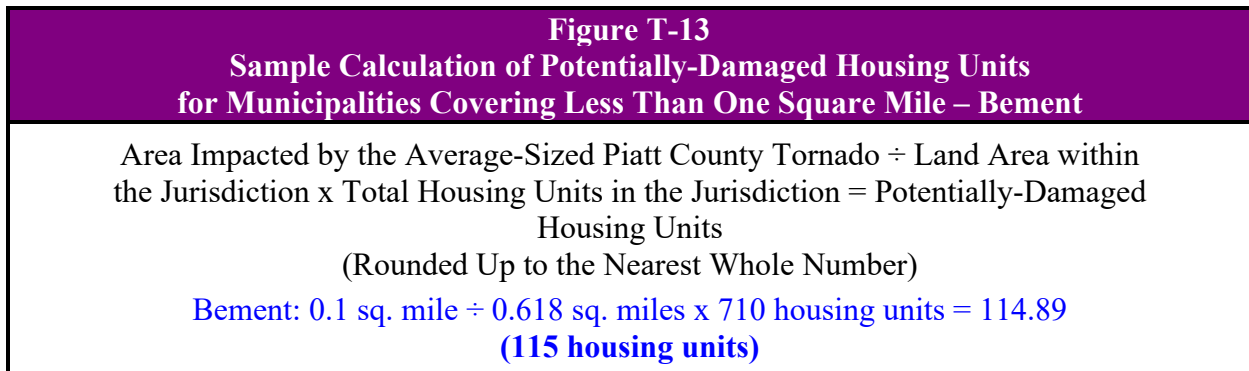 Figure T-13
Sample Calculation of Potentially-Damaged Housing Units
for Municipalities Covering Less Than One Square Mile – Bement
Area Impacted by the Average-Sized Piatt County Tornado ÷ Land Area within
the Jurisdiction x Total Housing Units in the Jurisdiction = Potentially-Damaged
Housing Units
(Rounded Up to the Nearest Whole Number)
Bement: 0.1 sq. mile ÷ 0.618 sq. miles x 710 housing units = 114.89
(115 housing units)